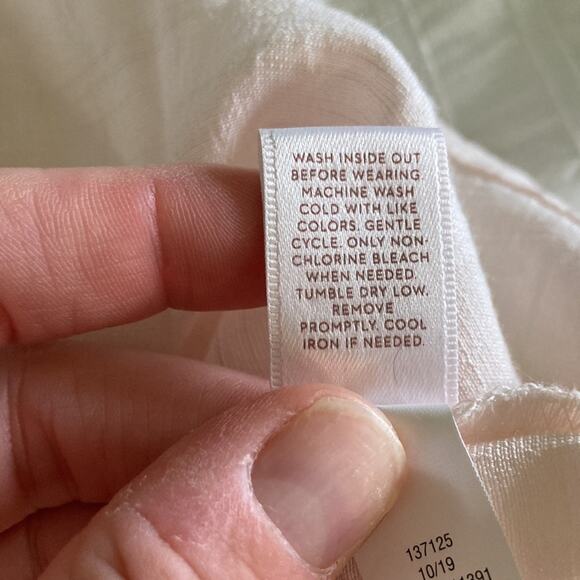 WASH INSIDE OUT
BEFORE WEARING.
MACHINE WASH
COLD WITH LIKE
COLORS. GENTLE
CYCLE. ONLY NON-
CHLORINE BLEACH
WHEN NEEDED.
TUMBLE DRY LOW.
REMOVE
PROMPTLY. COOL
IRON IF NEEDED.
137125
10/19